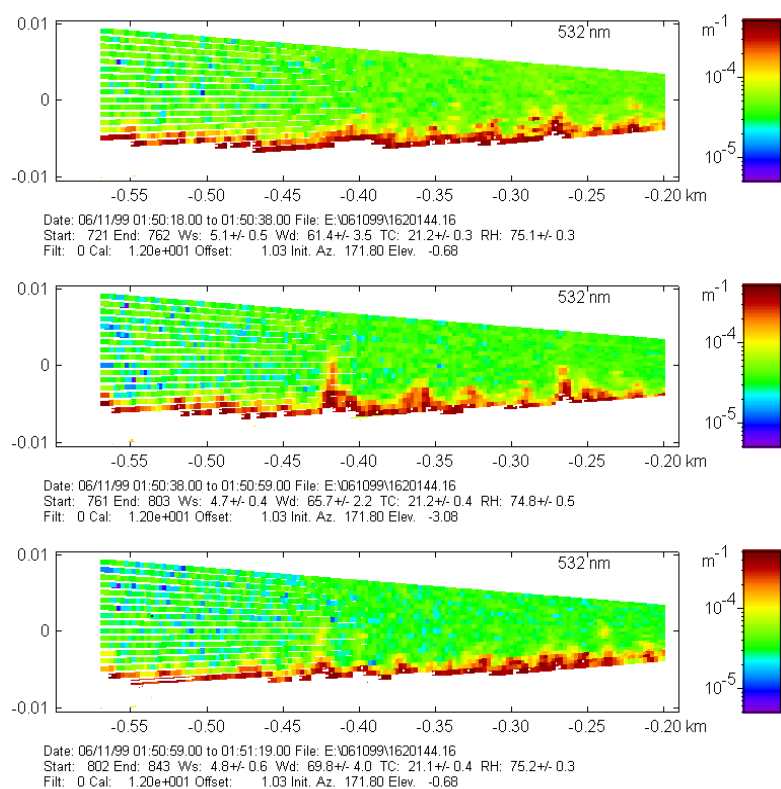 0.01 532 nm m-1
10-4
0
10-5
-0.01
-0.55 -0.50 -0.45 -0.40 -0.35 -0.30 -0.25 -0.20 km
Date: 06/11/99 01:50:18.00 to 01:50:38.00 File: E:\061099\1620144.16
Start: 721 End: 762 Ws: 5.1+/- 0.5 Wd: 61.4+/- 3.5 TC: 21.2+/- 0.3 RH: 75.1+/- 0.3
Filt: 0 Cal: 1.20e+001 Offset: 1.03 Init. Az. 171.80 Elev. -0.68
0.01 532 nm m-1
10-4
0
10-5
-0.01
-0.55 -0.50 -0.45 -0.40 -0.35 -0.30 -0.25 -0.20 km
Date: 06/11/99 01:50:38.00 to 01:50:59.00 File: E:\061099\1620144.16
Start: 761 End: 803 Ws: 4.7+/- 0.4 Wd: 65.7+/- 2.2 TC: 21.2+/- 0.4 RH: 74.8+/- 0.5
Filt: 0 Cal: 1.20e+001 Offset: 1.03 Init. Az. 171.80 Elev. -3.08
0.01 532 nm m-1
10-4
0
10-5
-0.01
-0.55 -0.50 -0.45 -0.40 -0.35 -0.30 -0.25 -0.20 km
Date: 06/11/99 01:50:59.00 to 01:51:19.00 File: E:\061099\1620144.16
Start: 802 End: 843 Ws: 4.8+/- 0.6 Wd: 69.8+/- 4.0 TC: 21.1+/- 0.4 RH: 75.2+/- 0.3
Filt: 0 Cal: 1.20e+001 Offset: 1.03 Init. Az. 171.80 Elev. -0.68